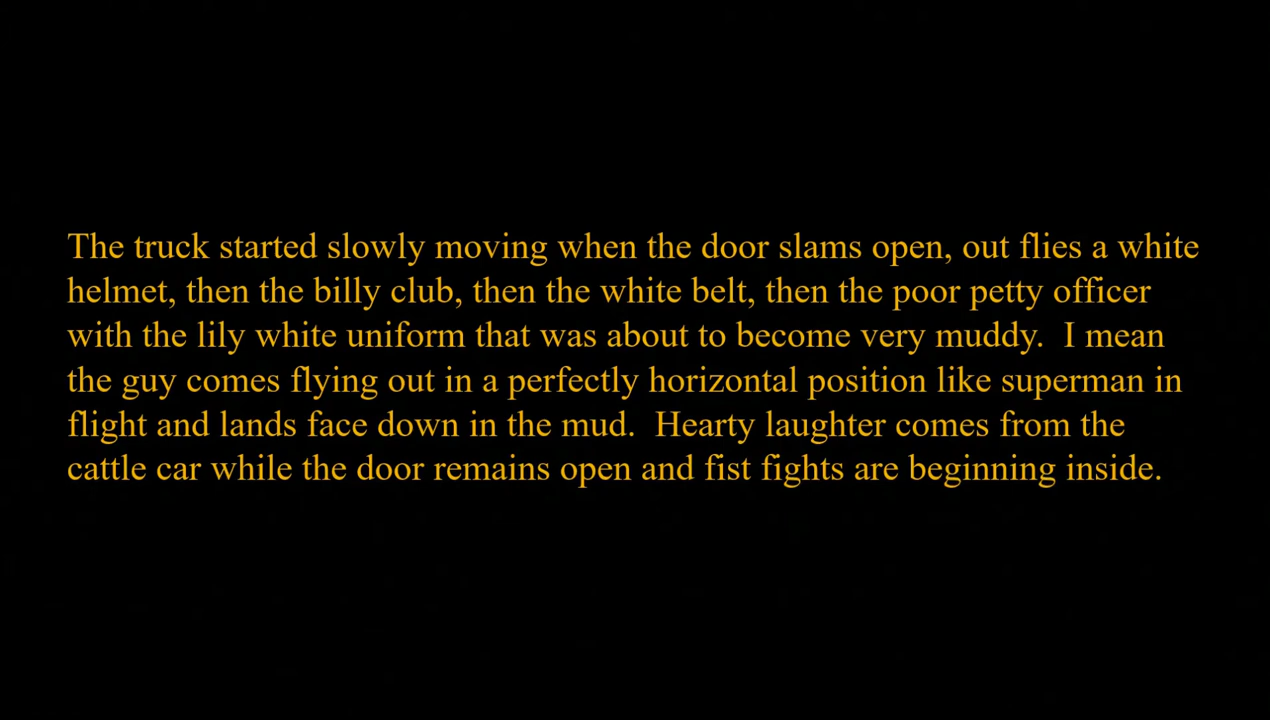 The truck started slowly moving when the door slams open, out flies a white
helmet, then the billy club, then the white belt, then the poor petty officer
with the lily white uniform that was about to become very muddy.  I mean
the guy comes flying out in a perfectly horizontal position like superman in
flight and lands face down in the mud.  Hearty laughter comes from the
cattle car while the door remains open and fist fights are beginning inside.